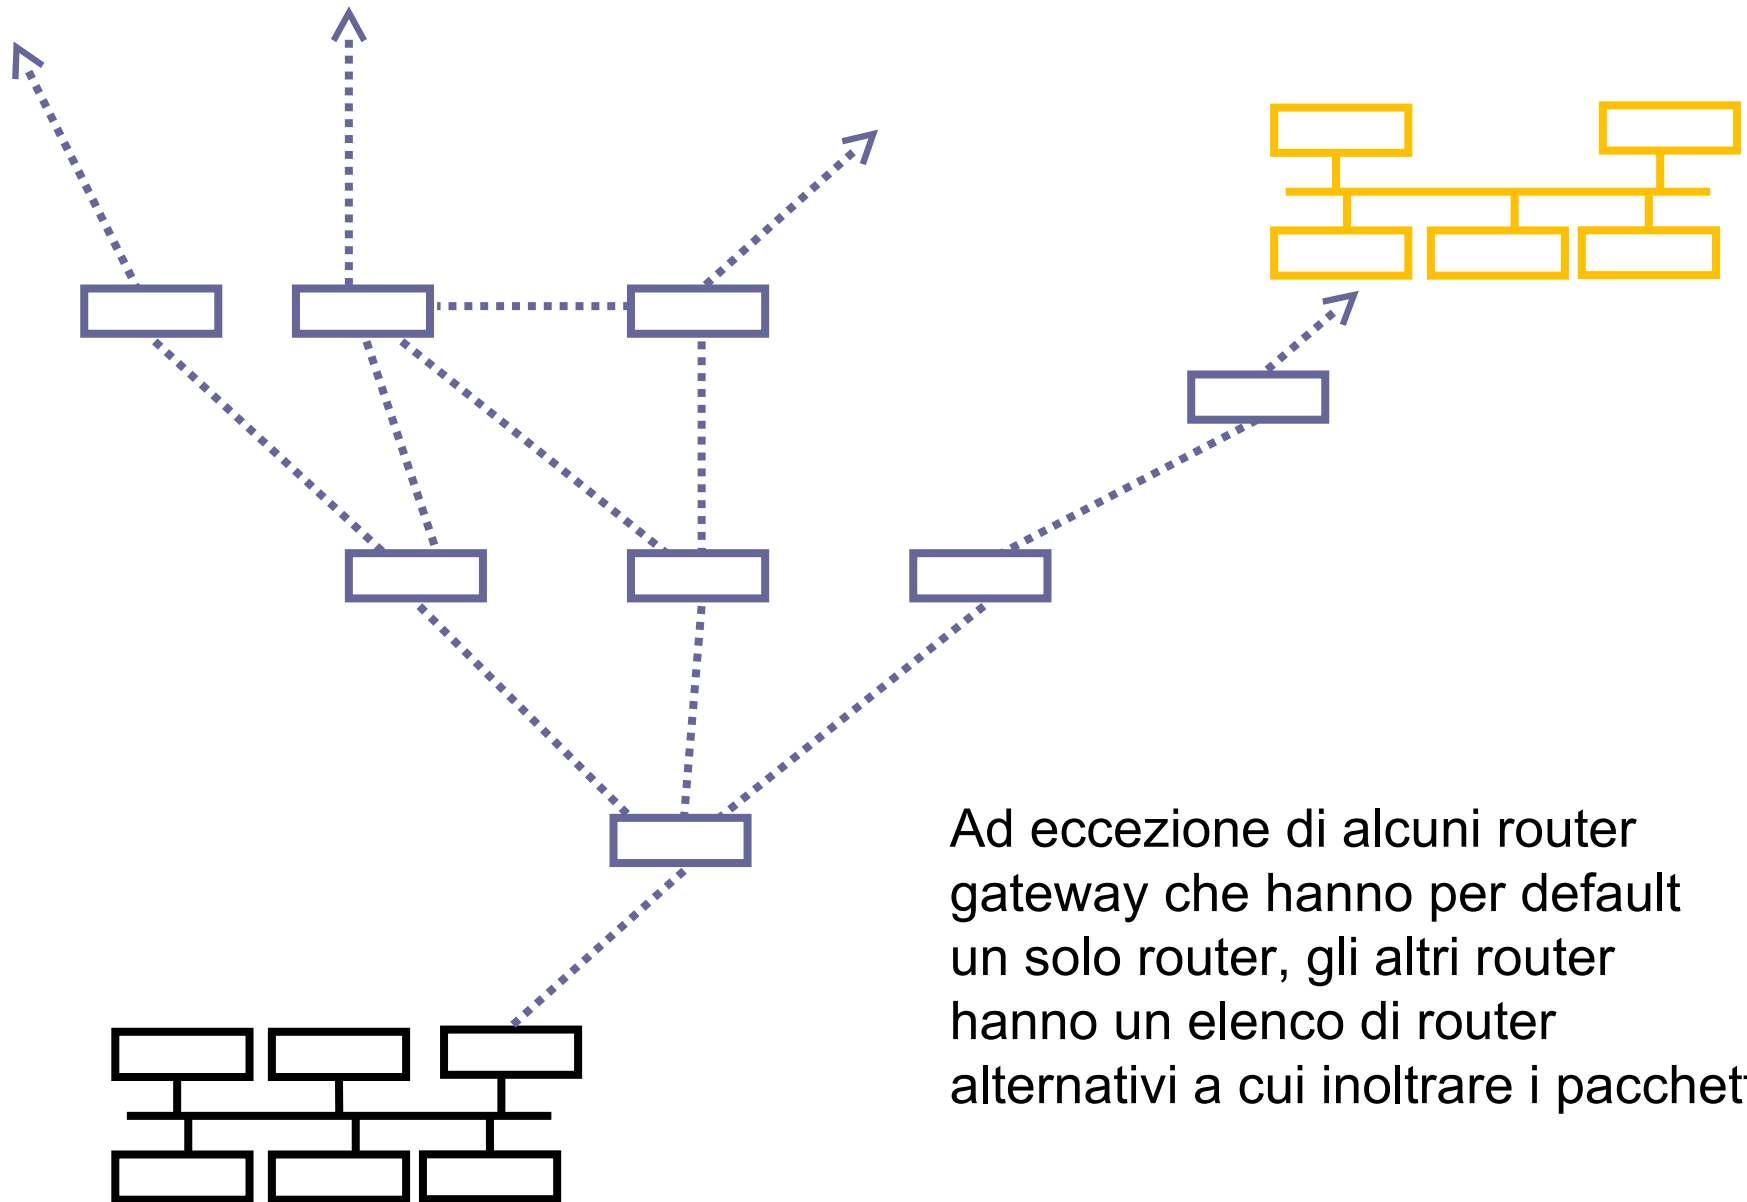 Ad eccezione di alcuni router
gateway che hanno per default
un solo router, gli altri router
hanno un elenco di router
alternativi a cui inoltrare i pacchet